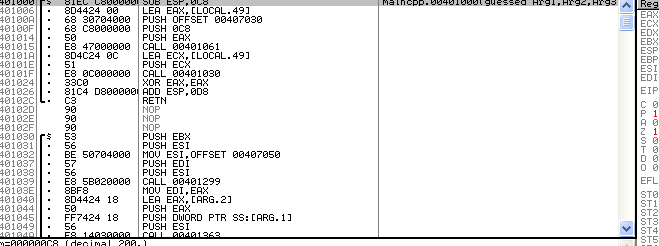 401000 $ 81EC C8000000 SUB ESP,0C8 Mainopp.00401000(guessed Arg1,Arg2,Arg3
401006 . 8D4424 00 LEA EAX,[LOCAL.49]
40100A . 68 30704000 PUSH OFFSET 00407030
40100F . 68 C8000000 PUSH 0C8
401014 . 50 PUSH EAX
401015 . E8 47000000 CALL 00401061
40101A . 8D4C24 0C LEA ECX,[LOCAL.49]
40101E . 51 PUSH ECX
40101F . E8 0C000000 CALL 00401030
401024 . 33C0 XOR EAX,EAX
401026 . 81C4 D8000000 ADD ESP,0D8
40102C . C3 RETN
40102D 90 NOP
40102E 90 NOP
40102F 90 NOP
401030 $ 53 PUSH EBX
401031 . 56 PUSH ESI
401032 . BE 50704000 MOV ESI,OFFSET 00407050
401037 . 57 PUSH EDI
401038 . 56 PUSH ESI
401039 . E8 5B020000 CALL 00401299
40103E . 8BF8 MOV EDI,EAX
401040 . 8D4424 18 LEA EAX,[ARG.2]
401044 . 50 PUSH EAX
401045 . FF7424 18 PUSH DWORD PTR SS:[ARG.1]
401049 . 56 PUSH ESI
40104A . E8 14030000 CALL 00401363
=000000C8 (decimal 200.)
Reg
EAX
ECX
EDX
EBX
ESP
EBP
ESI
EDI
EIP
C 0
P 1
A 0
Z 1
S 0
T 0
D 0
O 0
EFL
ST0
ST1
ST2
ST3
ST4